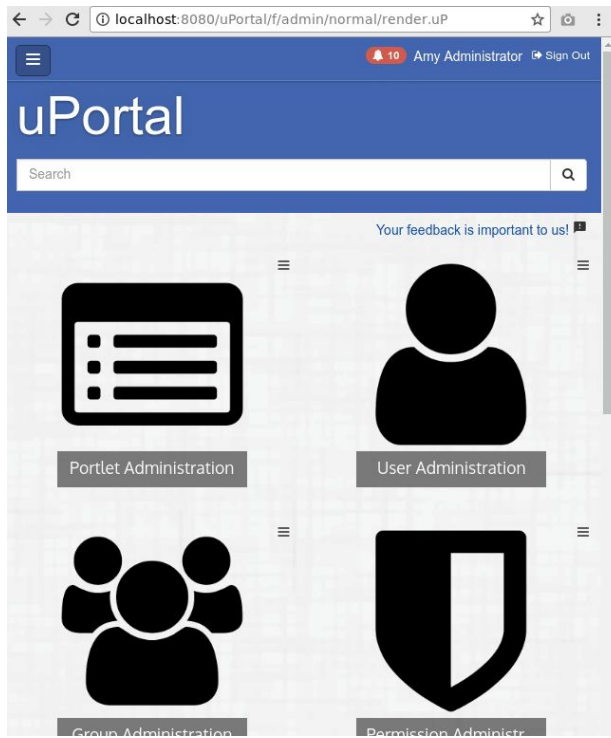 localhost:8080/uPortal/f/admin/normal/render.uP
10 Amy Administrator Sign Out
uPortal
Search
Your feedback is important to us!
Portlet Administration
User Administration
Group Administration
Permission Administr...